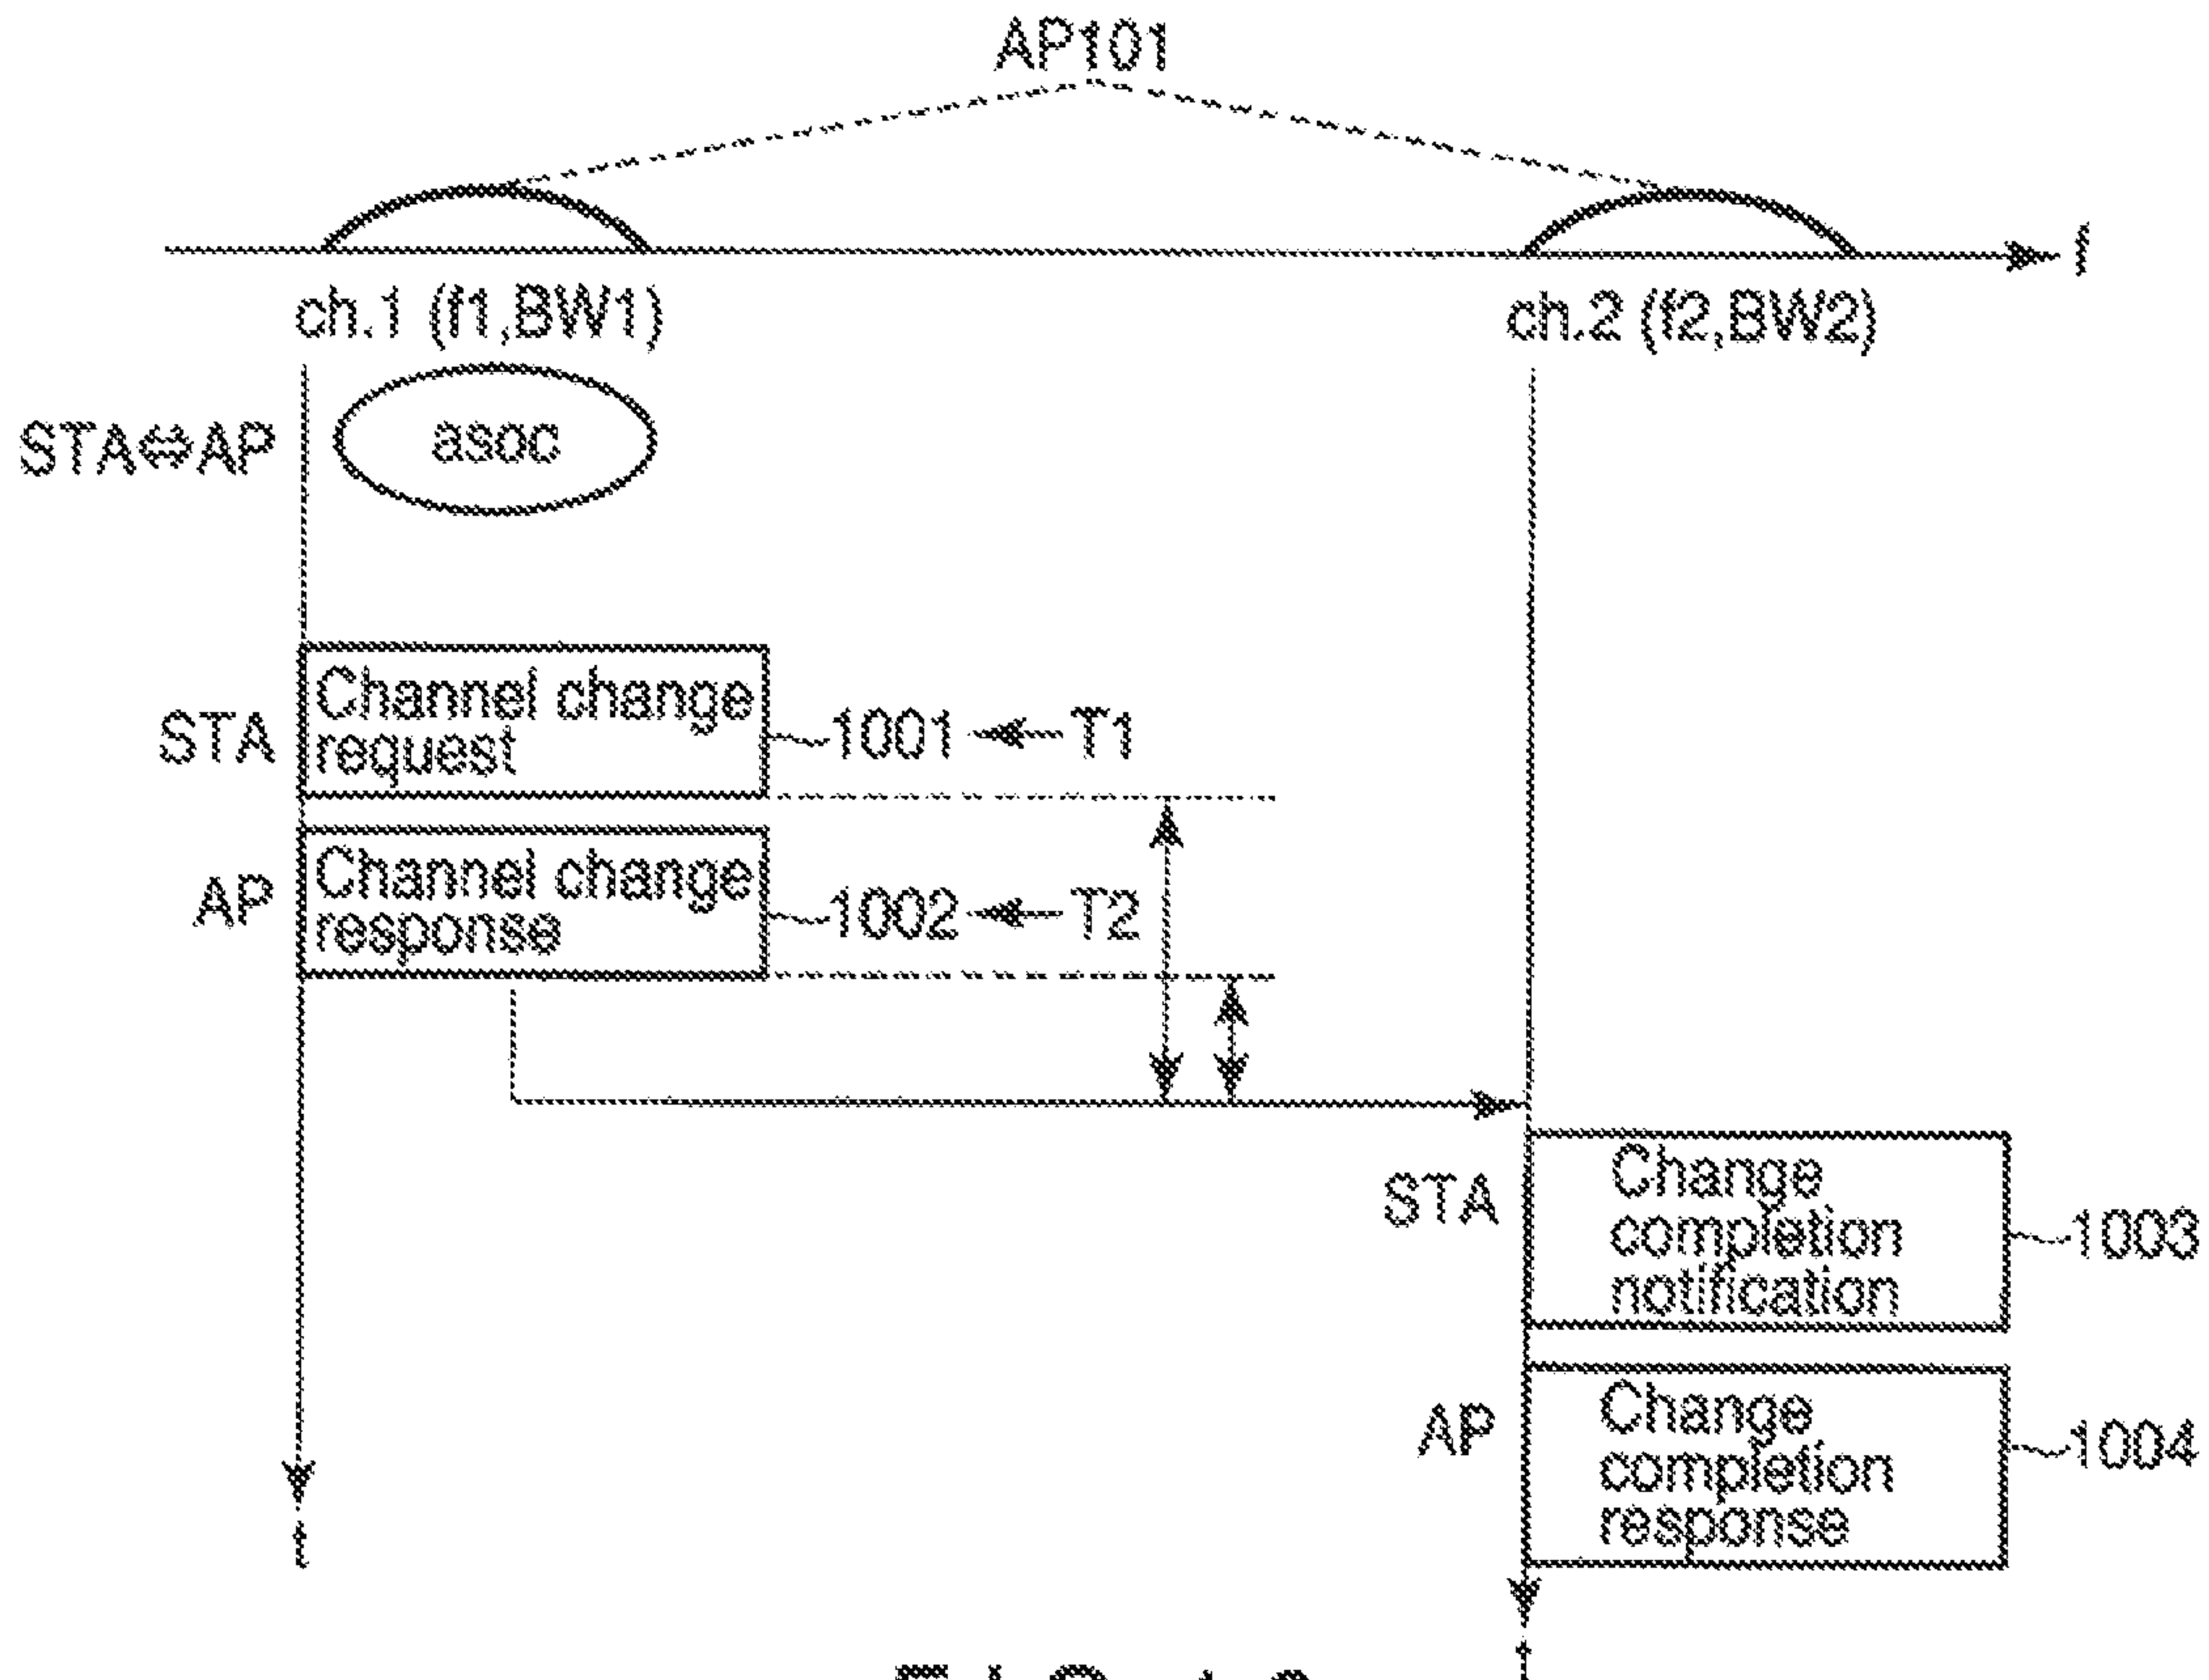 AP101
f
ch.1 (f1,BW1)
ch.2 (f2,BW2)
STA⇔AP
asoc
STA
Channel change
request
1001
T1
AP
Channel change
response
1002
T2
STA
Change
completion
notification
1003
AP
Change
completion
response
1004
t